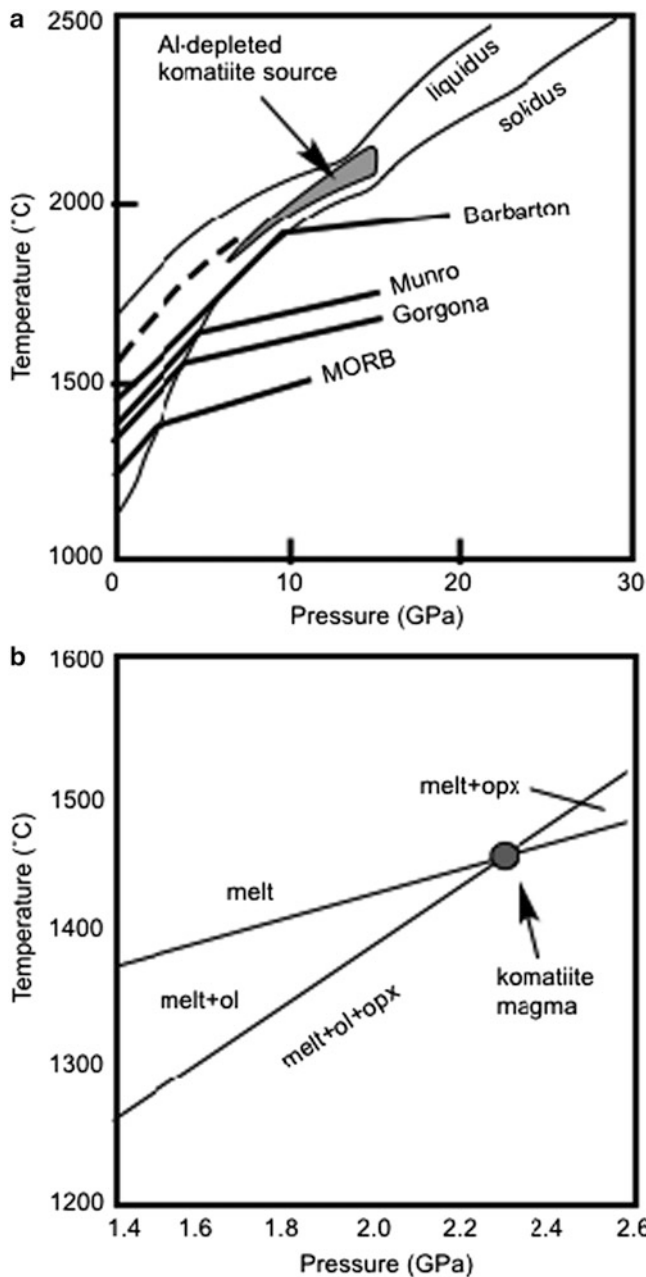 a
2500
Al-depleted
komatiite source
liquidus
solidus
2000
Barbarton
Munro
Gorgona
1500
MORB
1000
0
10
20
30
Temperature (˚C)
Pressure (GPa)
b
1600
melt+opx
1500
melt
1400
komatiite
magma
melt+ol
melt+ol+opx
1300
1200
1.4
1.6
1.8
2.0
2.2
2.4
2.6
Temperature (˚C)
Pressure (GPa)